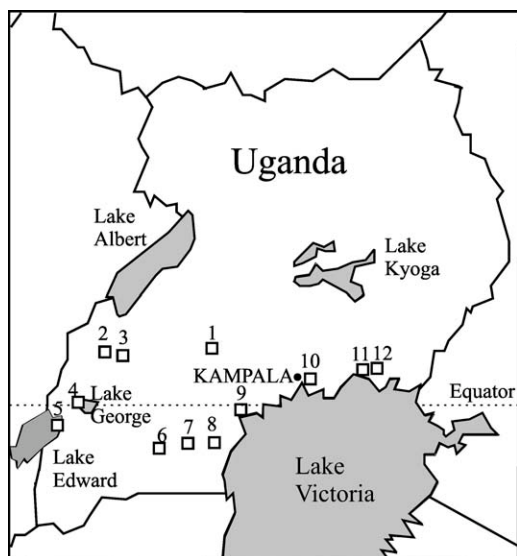 Uganda
Lake
Albert
Lake
Kyoga
1
2
3
11
12
KAMPALA
10
4
Lake
George
9
Equator
5
6
7
8
Lake
Edward
Lake
Victoria